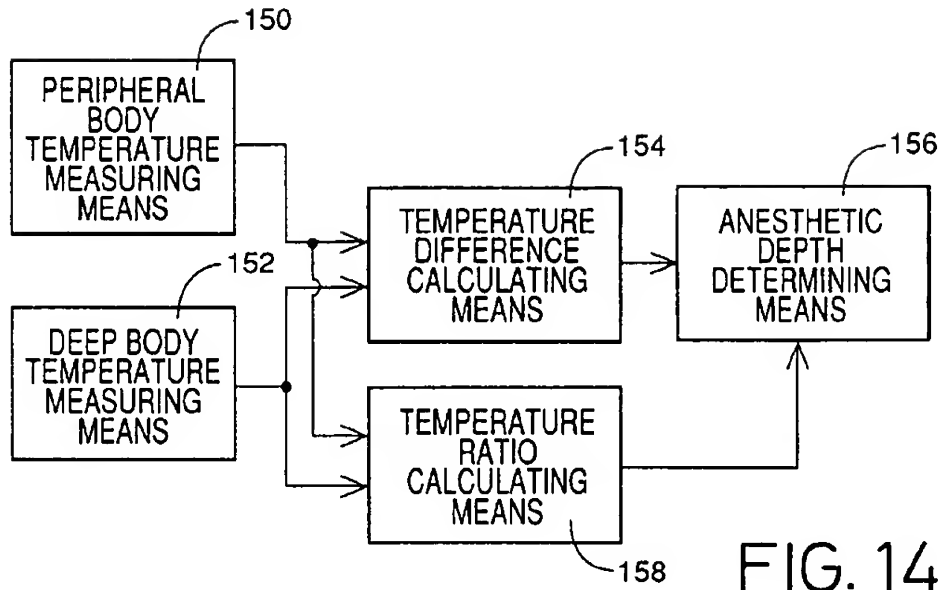 150
PERIPHERAL
BODY
TEMPERATURE
MEASURING
MEANS
152
DEEP BODY
TEMPERATURE
MEASURING
MEANS
154
TEMPERATURE
DIFFERENCE
CALCULATING
MEANS
156
ANESTHETIC
DEPTH
DETERMINING
MEANS
TEMPERATURE
RATIO
CALCULATING
MEANS
158
FIG. 14